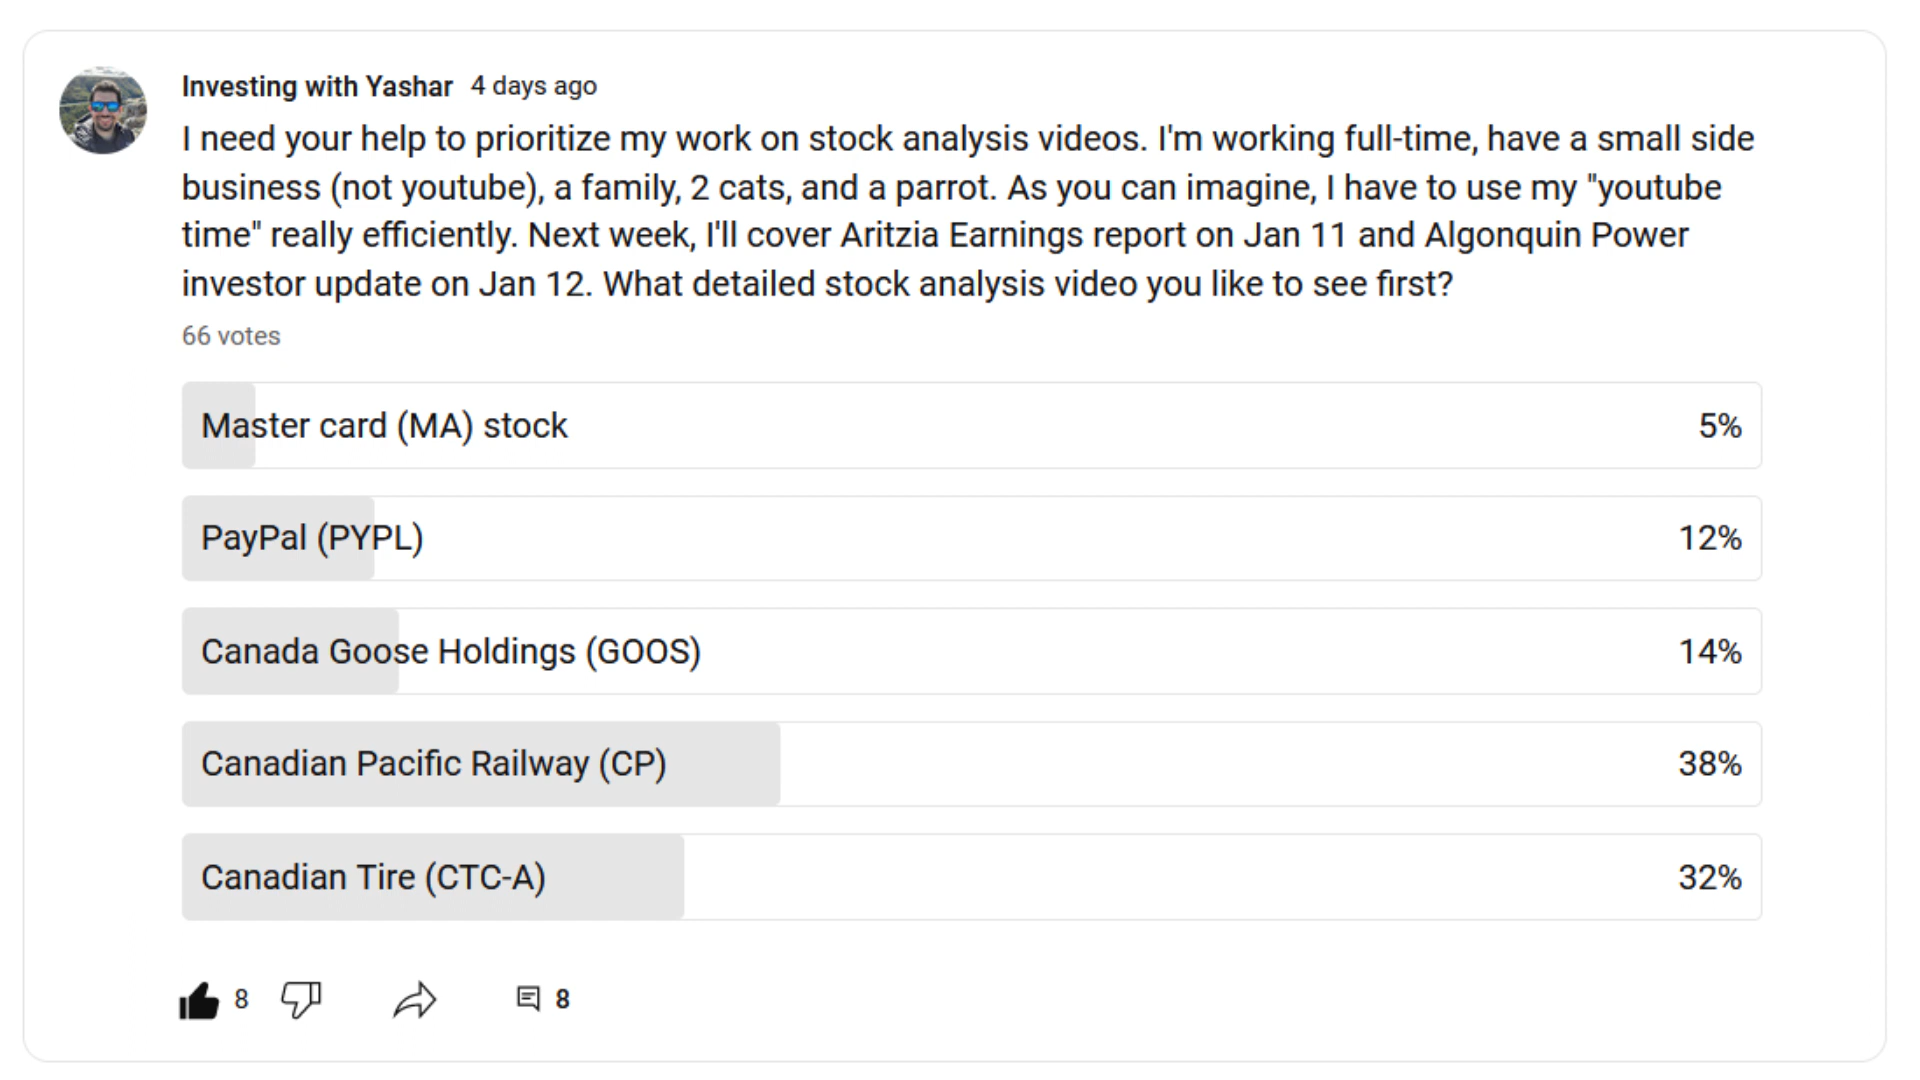 Investing with Yashar 4 days ago
I need your help to prioritize my work on stock analysis videos. I'm working full-time, have a small side
business (not youtube), a family, 2 cats, and a parrot. As you can imagine, I have to use my "youtube
time" really efficiently. Next week, I'll cover Aritzia Earnings report on Jan 11 and Algonquin Power
investor update on Jan 12. What detailed stock analysis video you like to see first?
66 votes
Master card (MA) stock 5%
PayPal (PYPL) 12%
Canada Goose Holdings (GOOS) 14%
Canadian Pacific Railway (CP) 38%
Canadian Tire (CTC-A) 32%
8 8